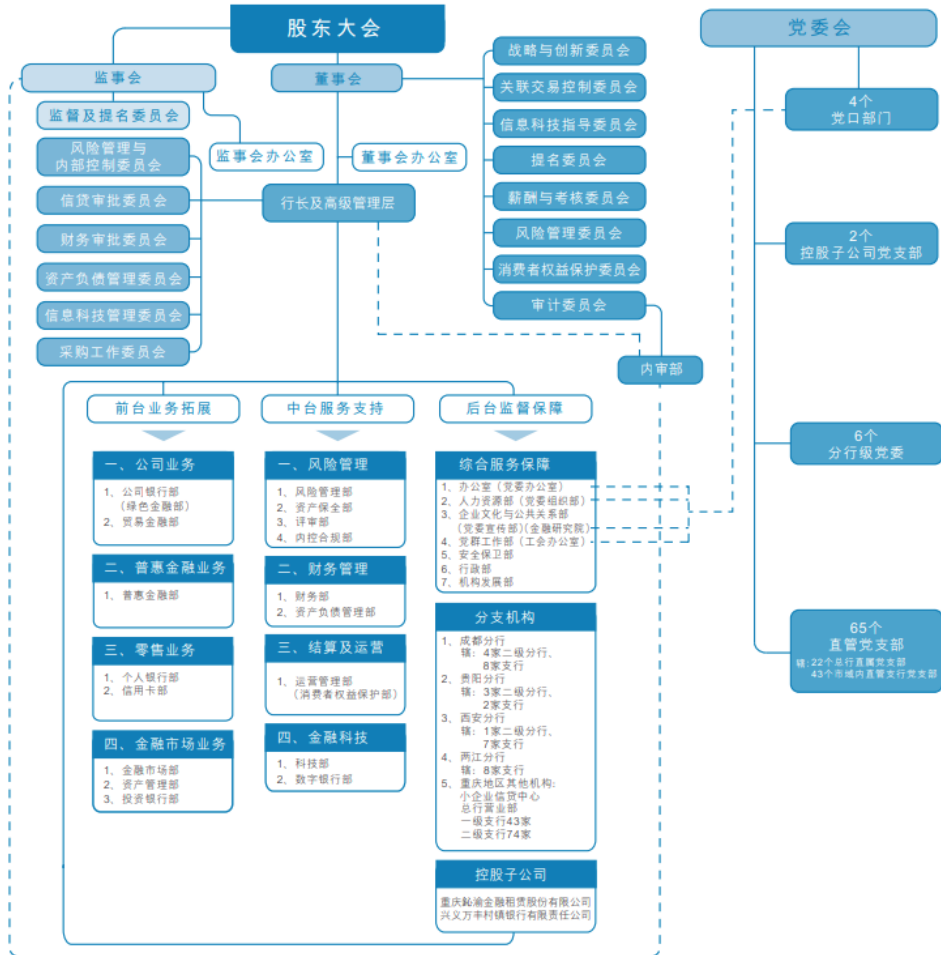 股东大会
党委会
监事会
董事会
监督及提名委员会
监事会办公室
董事会办公室
风险管理与
内部控制委员会
信贷审批委员会
财务审批委员会
资产负债管理委员会
信息科技管理委员会
采购工作委员会
行长及高级管理层
战略与创新委员会
关联交易控制委员会
信息科技指导委员会
提名委员会
薪酬与考核委员会
风险管理委员会
消费者权益保护委员会
审计委员会
内审部
4个
党口部门
2个
控股子公司党支部
6个
分行级党委
65个
直管党支部
辖:22个总行直属党支部
43个市域内直管支行党支部
前台业务拓展
一、公司业务
1、公司银行部
(绿色金融部)
2、贸易金融部
二、普惠金融业务
1、普惠金融部
三、零售业务
1、个人银行部
2、信用卡部
四、金融市场业务
1、金融市场部
2、资产管理部
3、投资银行部
中台服务支持
一、风险管理
1、风险管理部
2、资产保全部
3、评审部
4、内控合规部
二、财务管理
1、财务部
2、资产负债管理部
三、结算及运营
1、运营管理部
(消费者权益保护部)
四、金融科技
1、科技部
2、数字银行部
后台监督保障
综合服务保障
1、办公室(党委办公室)
2、人力资源部(党委组织部)
3、企业文化与公共关系部
(党委宣传部)(金融研究院)
4、党群工作部(工会办公室)
5、安全保卫部
6、行政部
7、机构发展部
分支机构
1、成都分行
辖:4家二级分行、
8家支行
2、贵阳分行
辖:3家二级分行、
2家支行
3、西安分行
辖:1家二级分行、
7家支行
4、两江分行
辖:8家支行
5、重庆地区其他机构:
小企业信贷中心
总行营业部
一级支行43家
二级支行74家
控股子公司
重庆鈊渝金融租赁股份有限公司
兴义万丰村镇银行有限责任公司